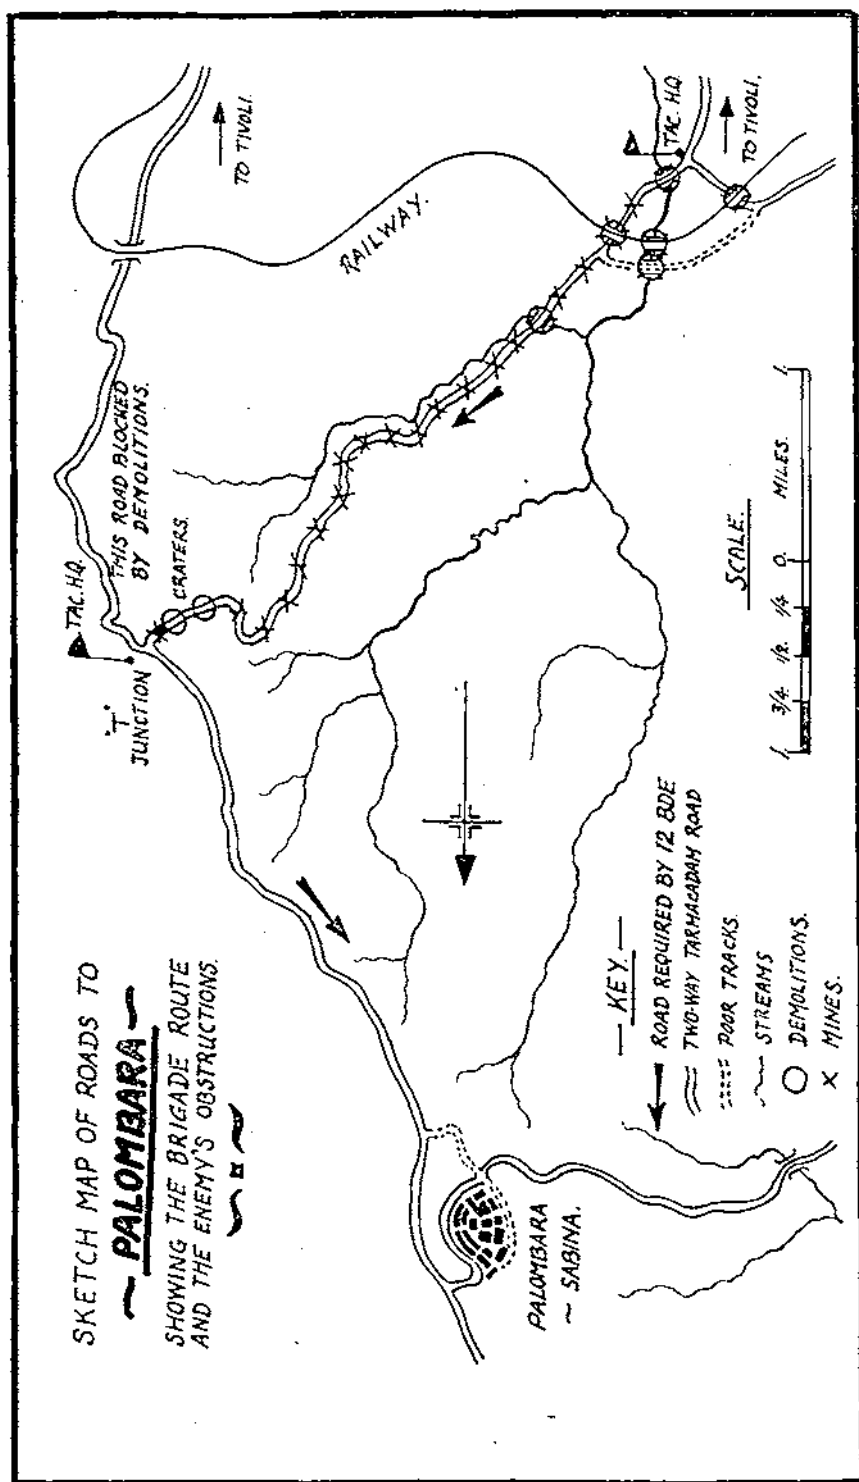 SKETCH MAP OF ROADS TO
~ PALOMBARA ~
SHOWING THE BRIGADE ROUTE
AND THE ENEMY'S OBSTRUCTIONS.
"T"
JUNCTION
TAC. H.Q.
THIS ROAD BLOCKED
BY DEMOLITIONS.
CRATERS.
TO TIVOLI.
RAILWAY.
TAC. H.Q.
TO TIVOLI.
PALOMBARA
~ SABINA.
— KEY. —
ROAD REQUIRED BY 12 BDE
TWO-WAY TARMACADAM ROAD
POOR TRACKS.
STREAMS
DEMOLITIONS.
MINES.
SCALE.
1. 3/4. 1/2. 1/4 0. MILES. 1.